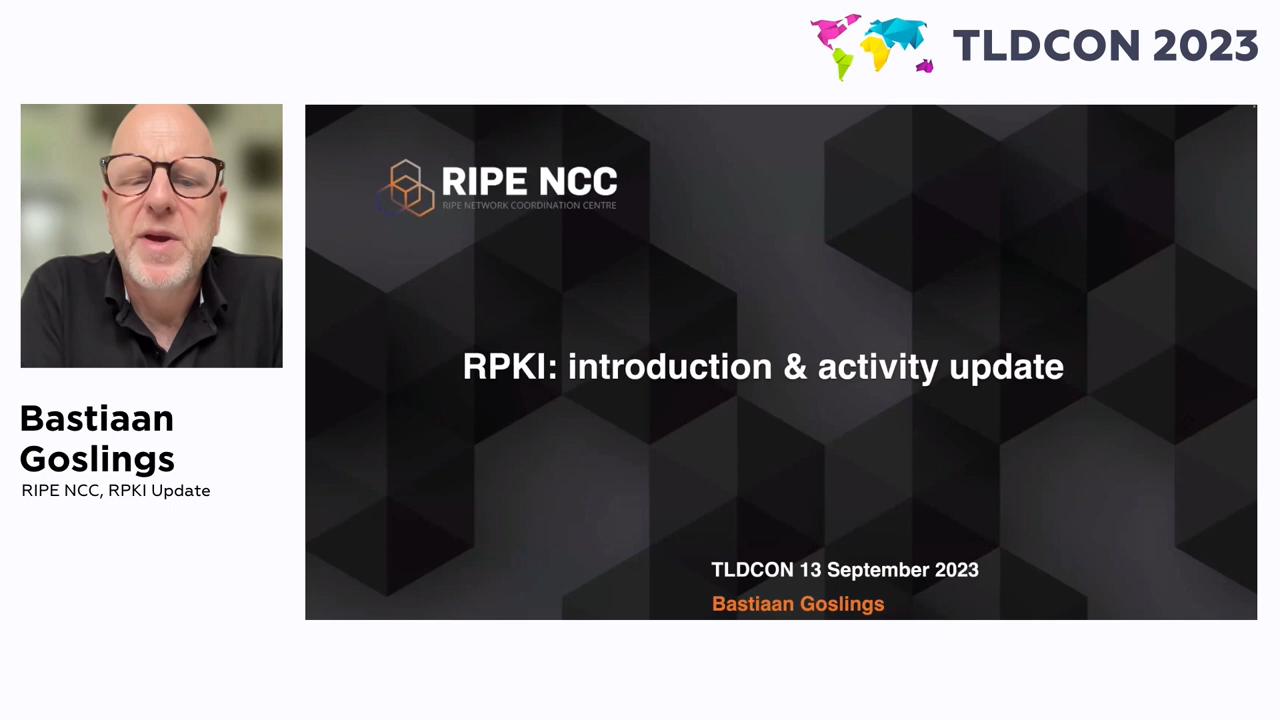 TLDCON 2023
Bastiaan
Goslings
RIPE NCC, RPKI Update
RIPE NCC
RIPE NETWORK COORDINATION CENTRE
RPKI: introduction & activity update
TLDCON 13 September 2023
Bastiaan Goslings